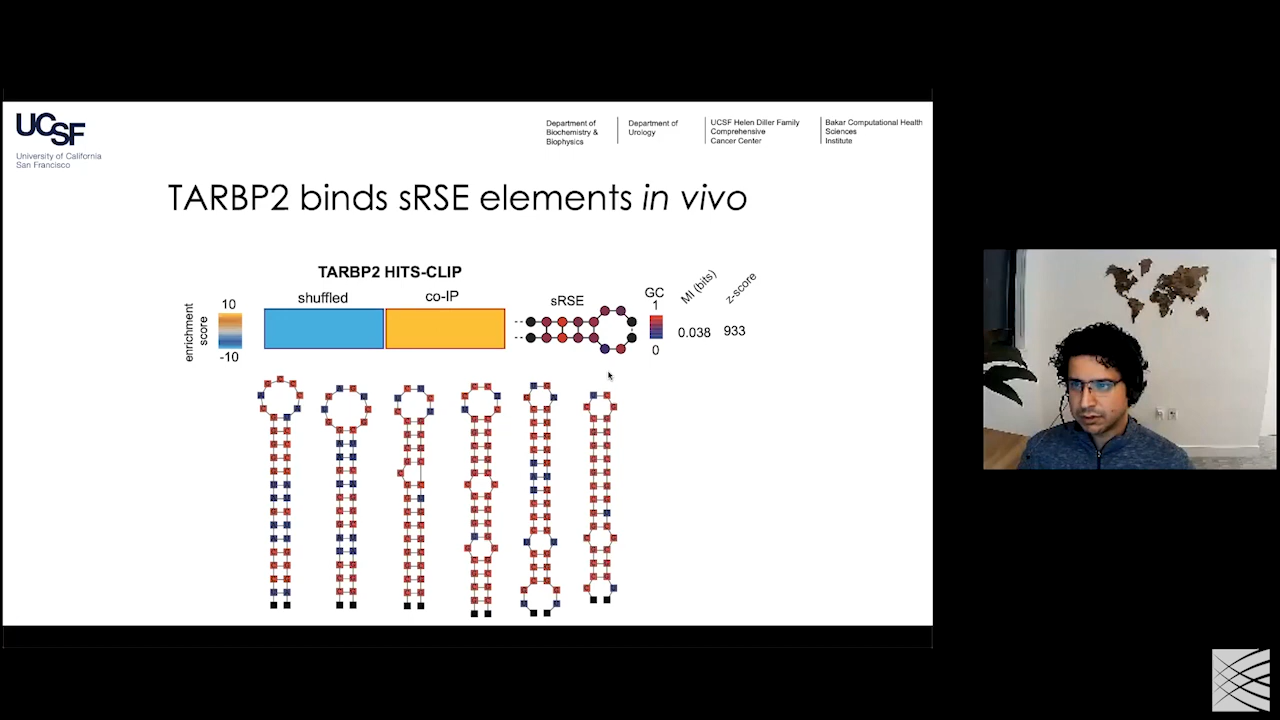 UCSF
University of California
San Francisco
Department of
Biochemistry &
Biophysics
Department of
Urology
UCSF Helen Diller Family
Comprehensive
Cancer Center
Bakar Computational Health
Sciences
Institute
TARBP2 binds sRSE elements in vivo
TARBP2 HITS-CLIP
enrichment
score
10
-10
shuffled
co-IP
sRSE
GC
1
0
MI (bits)
0.038
z-score
933